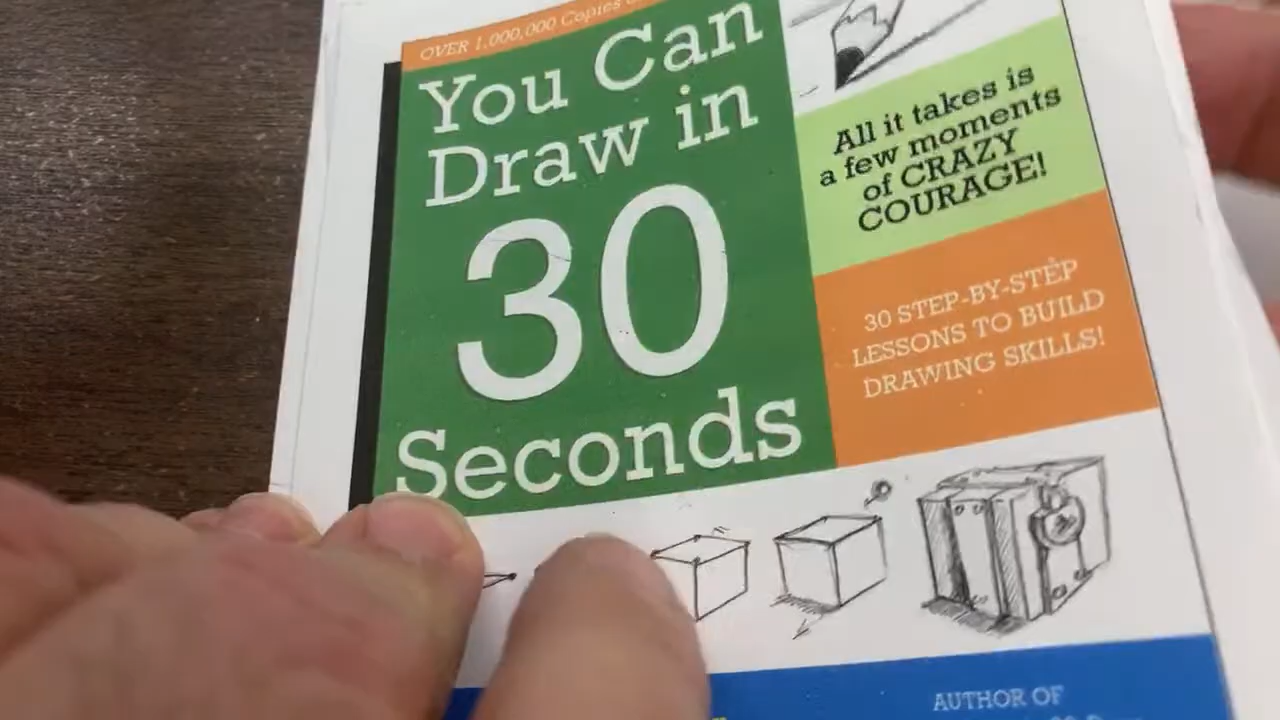 OVER 1,000,000 Copies
You Can
Draw in
30
Seconds
All it takes is
a few moments
of CRAZY
COURAGE!
30 STEP-BY-STEP
LESSONS TO BUILD
DRAWING SKILLS!
AUTHOR OF